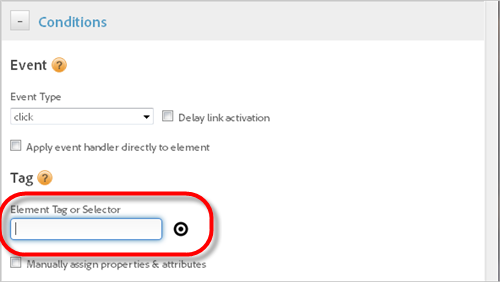 Conditions
Event ?
Event Type
click
Delay link activation
Apply event handler directly to element
Tag ?
Element Tag or Selector
Manually assign properties & attributes